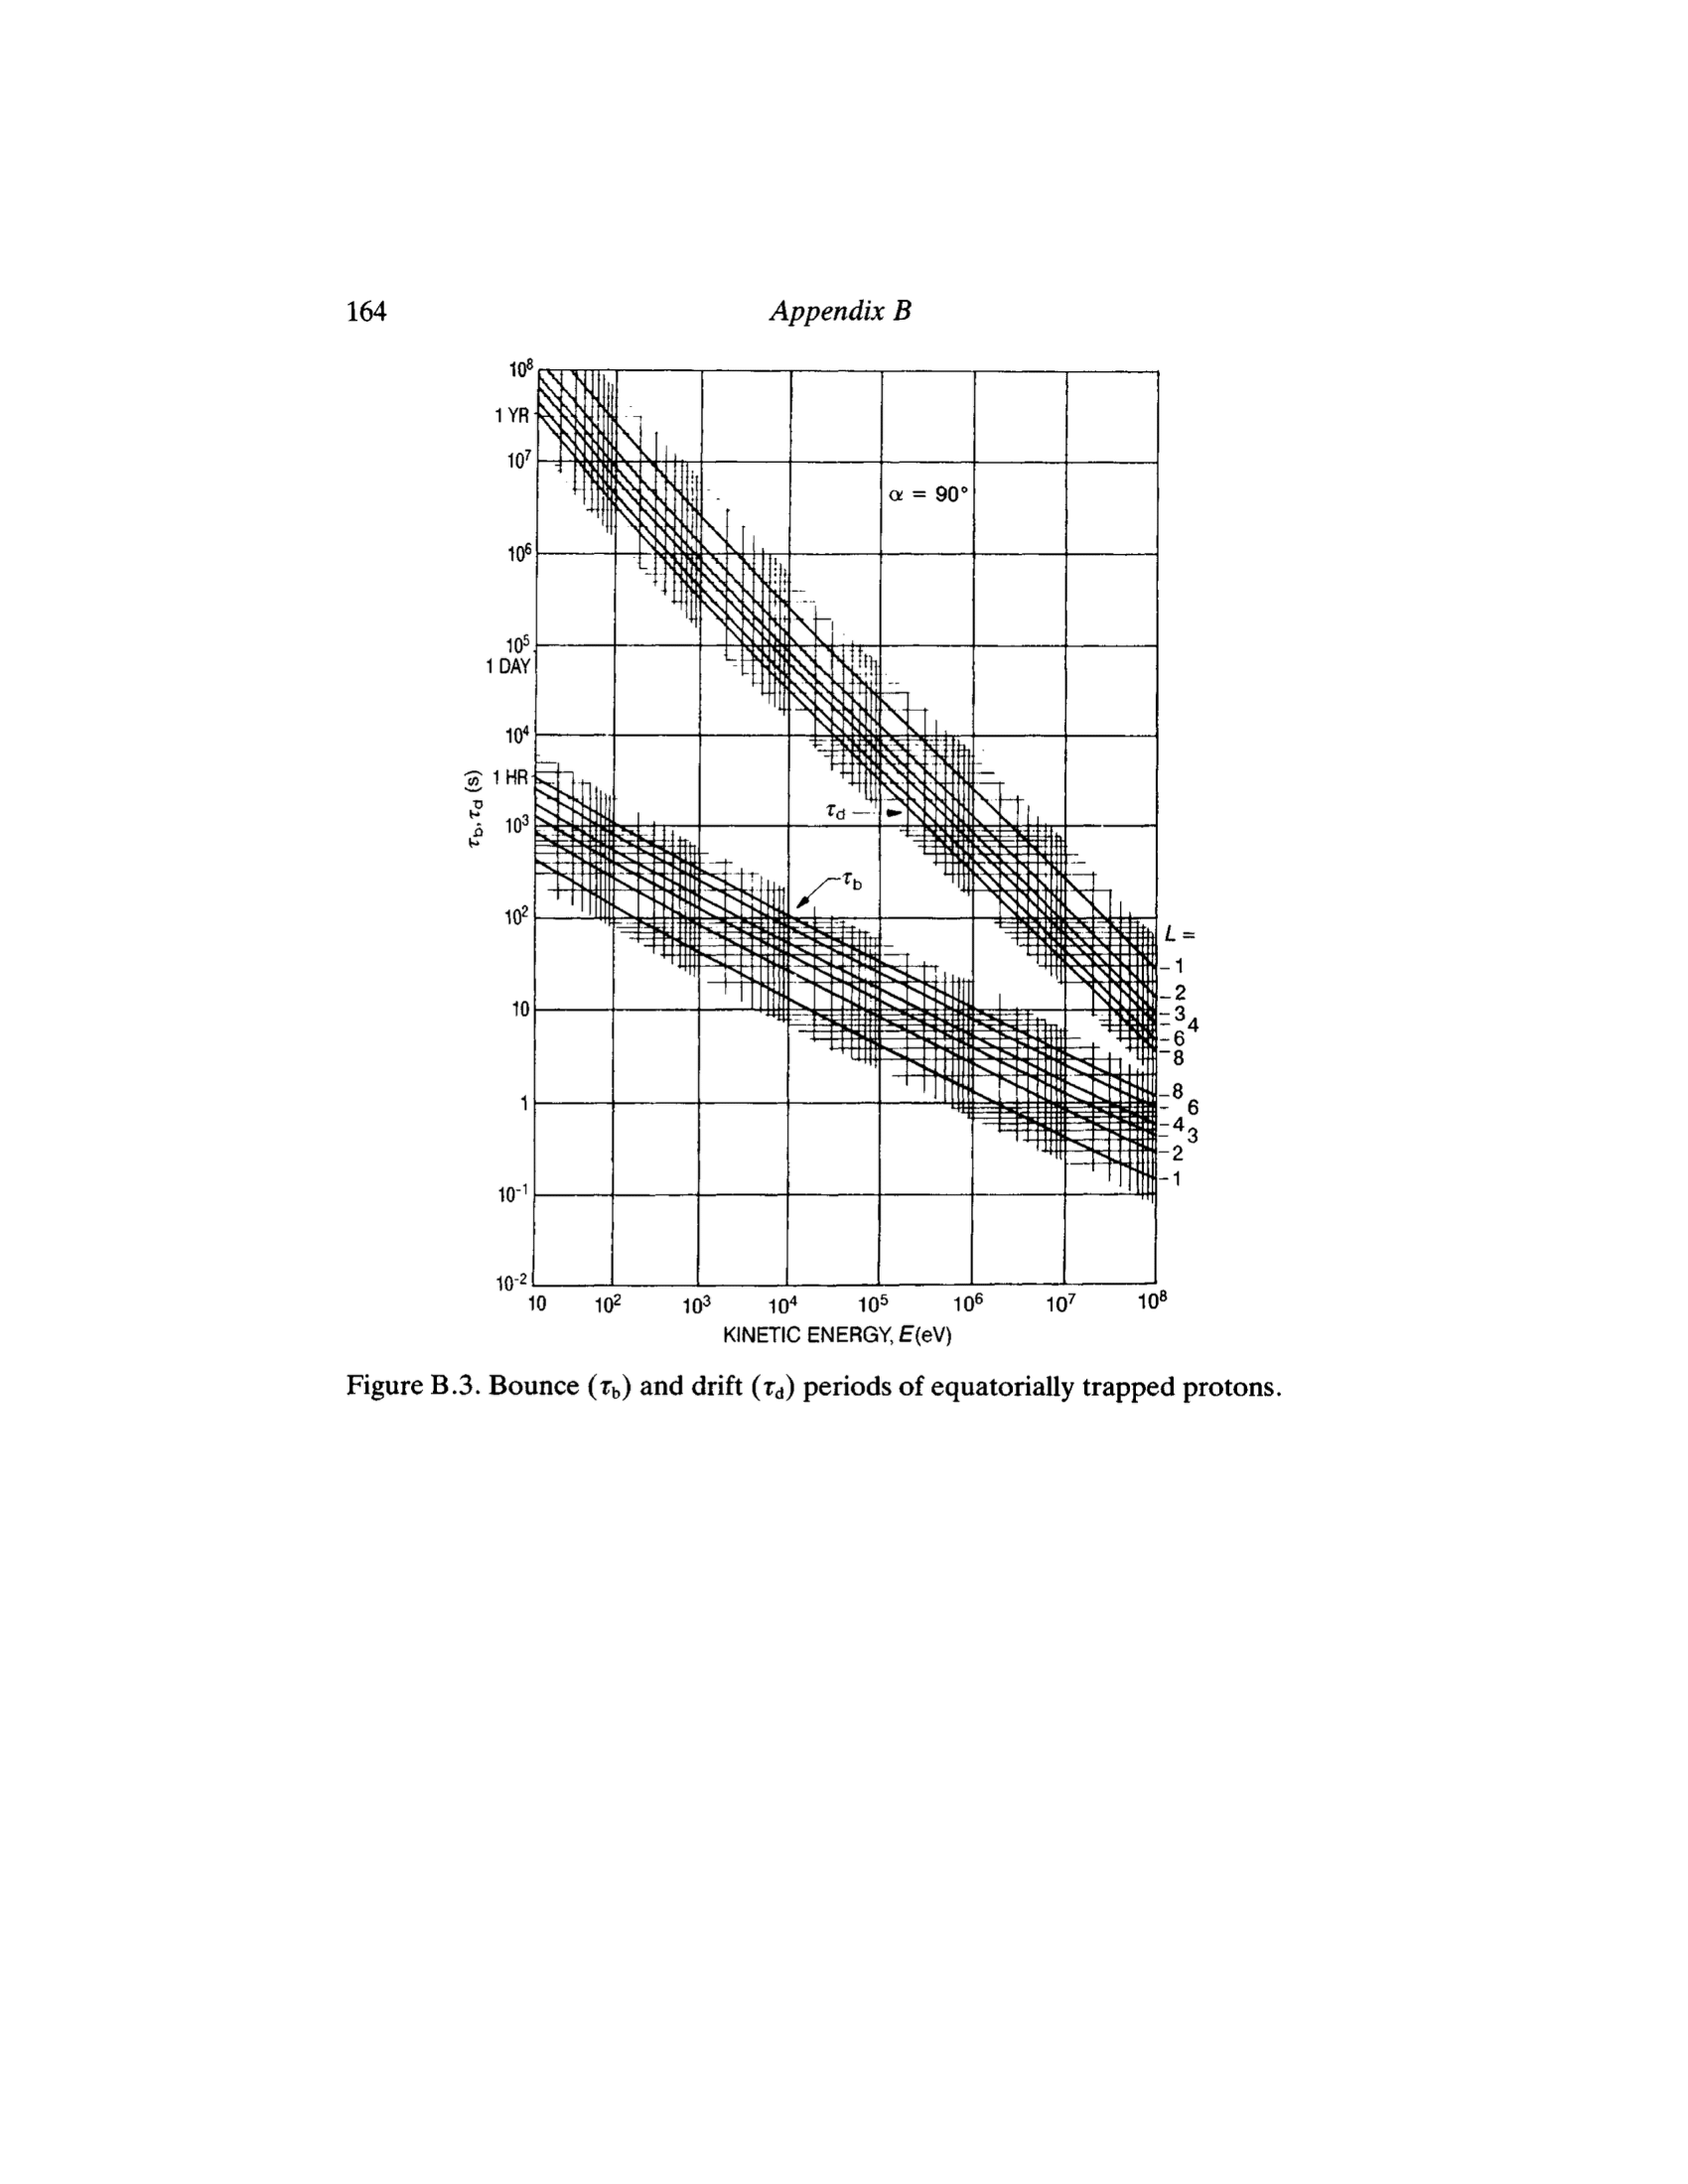 164 Appendix B
10⁸
1 YR
10⁷
10⁶
10⁵
1 DAY
10⁴
1 HR
10³
10²
10
1
10⁻¹
10⁻²
τb, τd (s)
α = 90°
τd
τb
L =
1
2
3
4
6
8
8
6
4
3
2
1
10 10² 10³ 10⁴ 10⁵ 10⁶ 10⁷ 10⁸
KINETIC ENERGY, E(eV)
Figure B.3. Bounce (τb) and drift (τd) periods of equatorially trapped protons.